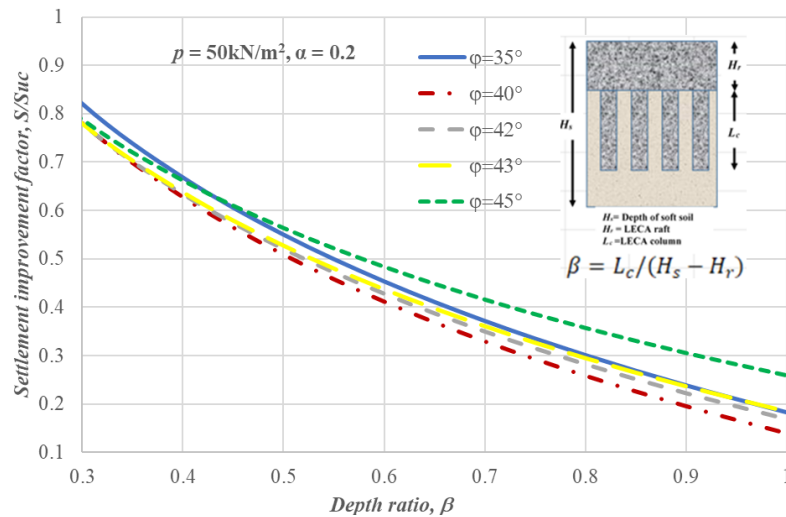 p = 50kN/m², α = 0.2
φ=35°
φ=40°
φ=42°
φ=43°
φ=45°
Hs
Hr
Lc
Hs= Depth of soft soil
Hr = LECA raft
Lc =LECA column
β = Lc/(Hs − Hr)
Settlement improvement factor, S/Suc
1
0.9
0.8
0.7
0.6
0.5
0.4
0.3
0.2
0.1
0.3 0.4 0.5 0.6 0.7 0.8 0.9 1
Depth ratio, β